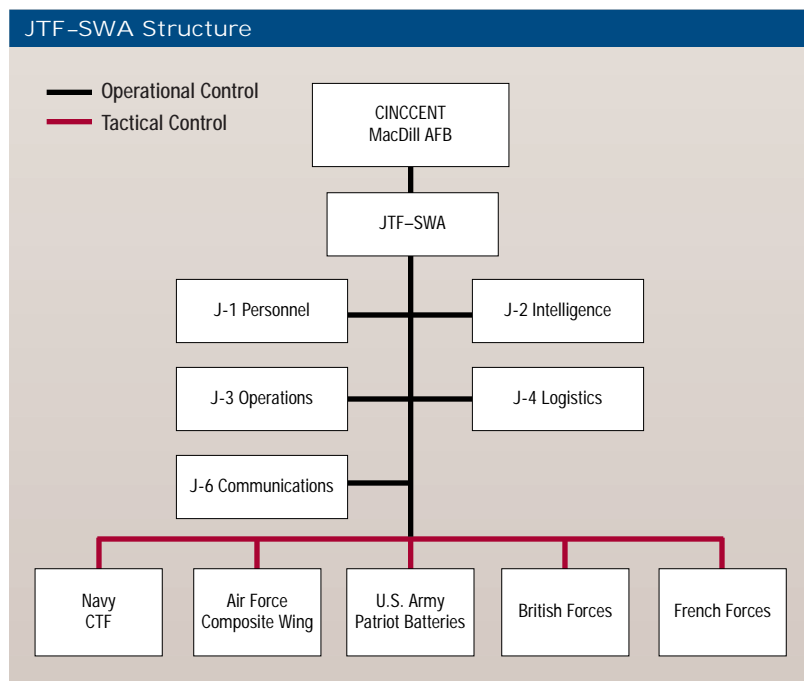 JTF–SWA Structure
Operational Control
Tactical Control
CINCCENT
MacDill AFB
JTF–SWA
J-1 Personnel
J-2 Intelligence
J-3 Operations
J-4 Logistics
J-6 Communications
Navy
CTF
Air Force
Composite Wing
U.S. Army
Patriot Batteries
British Forces
French Forces